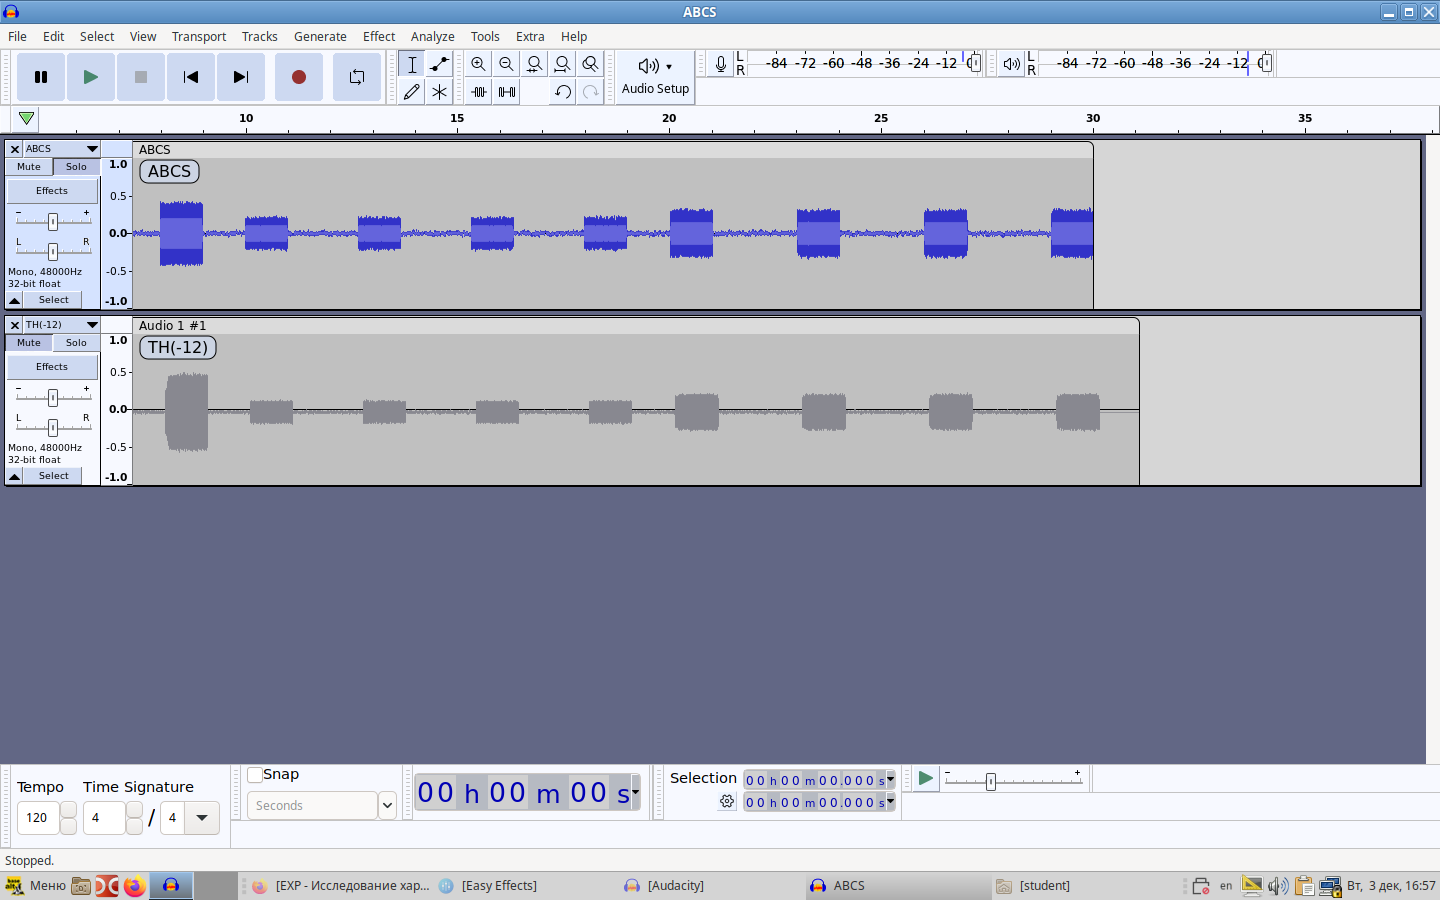 ABCS
File Edit Select View Transport Tracks Generate Effect Analyze Tools Extra Help
L R -84 -72 -60 -48 -36 -24 -12
L R -84 -72 -60 -48 -36 -24 -12
Audio Setup
10 15 20 25 30 35
ABCS
Mute Solo
Effects
- +
L R
Mono, 48000Hz
32-bit float
Select
1.0
0.5
0.0
-0.5
-1.0
ABCS
ABCS
TH(-12)
Mute Solo
Effects
- +
L R
Mono, 48000Hz
32-bit float
Select
1.0
0.5
0.0
-0.5
-1.0
Audio 1 #1
TH(-12)
Tempo Time Signature
120 4 / 4
Snap
Seconds
00 h 00 m 00 s
Selection
00 h 00 m 00.000 s
00 h 00 m 00.000 s
- +
Stopped.
Меню [EXP - Исследование хар... [Easy Effects] [Audacity] ABCS [student] en Вт, 3 дек, 16:57